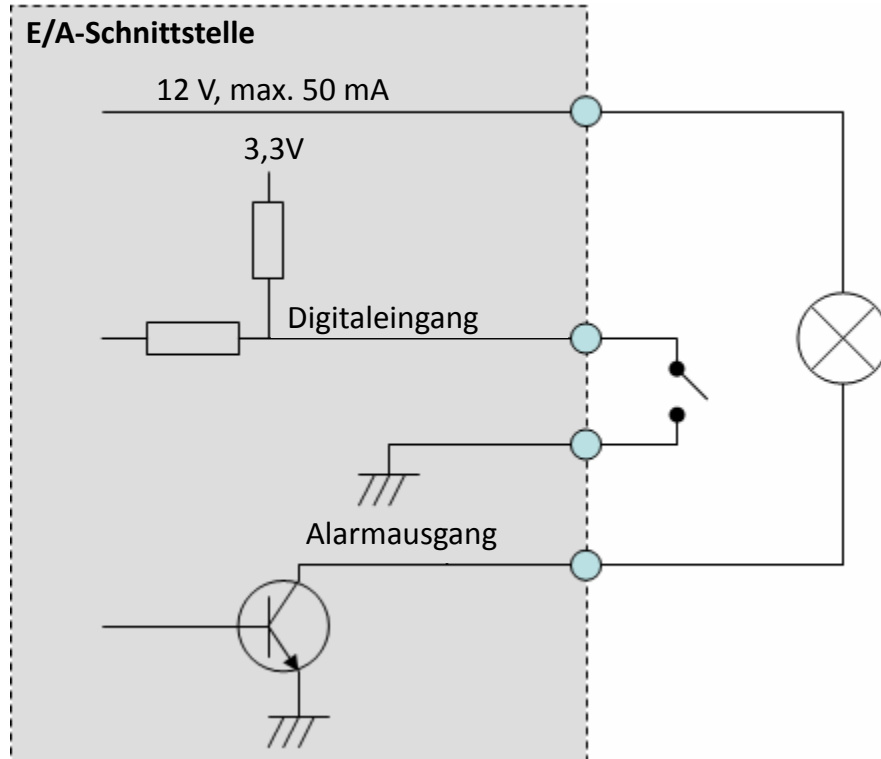 E/A-Schnittstelle
12 V, max. 50 mA
3,3V
Digitaleingang
Alarmausgang